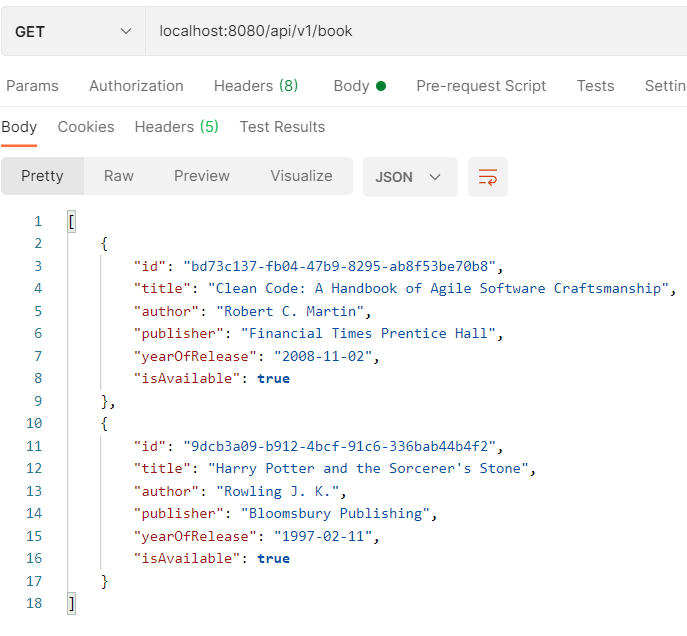 GET localhost:8080/api/v1/book
Params Authorization Headers (8) Body Pre-request Script Tests Settin
Body Cookies Headers (5) Test Results
Pretty Raw Preview Visualize JSON
1 [
2 {
3 "id": "bd73c137-fb04-47b9-8295-ab8f53be70b8",
4 "title": "Clean Code: A Handbook of Agile Software Craftsmanship",
5 "author": "Robert C. Martin",
6 "publisher": "Financial Times Prentice Hall",
7 "yearOfRelease": "2008-11-02",
8 "isAvailable": true
9 },
10 {
11 "id": "9dcb3a09-b912-4bcf-91c6-336bab44b4f2",
12 "title": "Harry Potter and the Sorcerer's Stone",
13 "author": "Rowling J. K.",
14 "publisher": "Bloomsbury Publishing",
15 "yearOfRelease": "1997-02-11",
16 "isAvailable": true
17 }
18 ]